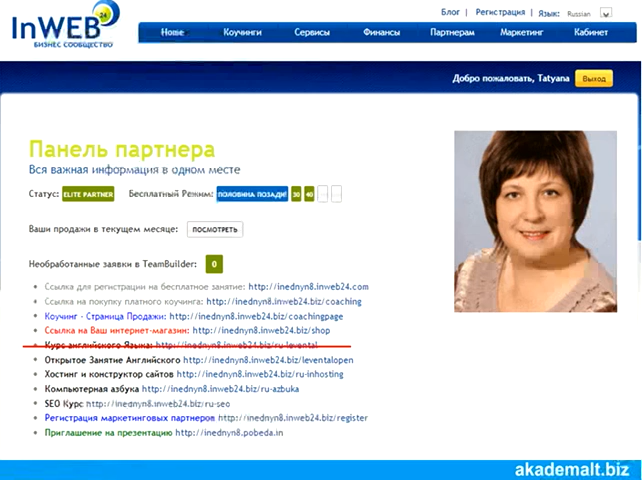 InWEB 24
БИЗНЕС СООБЩЕСТВО
Блог | Регистрация | Язык: Russian
Home Коучинги Сервисы Финансы Партнерам Маркетинг Кабинет
Добро пожаловать, Tatyana Выход
Панель партнера
Вся важная информация в одном месте
Статус: ELITE PARTNER Бесплатный Режим: ПОЛОВИНА ПОЗАДИ! 30 40
Ваши продажи в текущем месяце: ПОСМОТРЕТЬ
Необработанные заявки в TeamBuilder: 0
Ссылка для регистрации на бесплатное занятие: http://inednyn8.inweb24.com
Ссылка на покупку платного коучинга: http://inednyn8.inweb24.biz/coaching
Коучинг - Страница Продажи: http://inednyn8.inweb24.biz/coachingpage
Ссылка на Ваш интернет-магазин: http://inednyn8.inweb24.biz/shop
Курс английского Языка: http://inednyn8.inweb24.biz/ru-levental
Открытое Занятие Английского http://inednyn8.inweb24.biz/leventalopen
Хостинг и конструктор сайтов http://inednyn8.inweb24.biz/ru-inhosting
Компьютерная азбука http://inednyn8.inweb24.biz/ru-azbuka
SEO Курс http://inednyn8.inweb24.biz/ru-seo
Регистрация маркетинговых партнеров http://inednyn8.inweb24.biz/register
Приглашение на презентацию http://inednyn8.pobeda.in
akademalt.biz